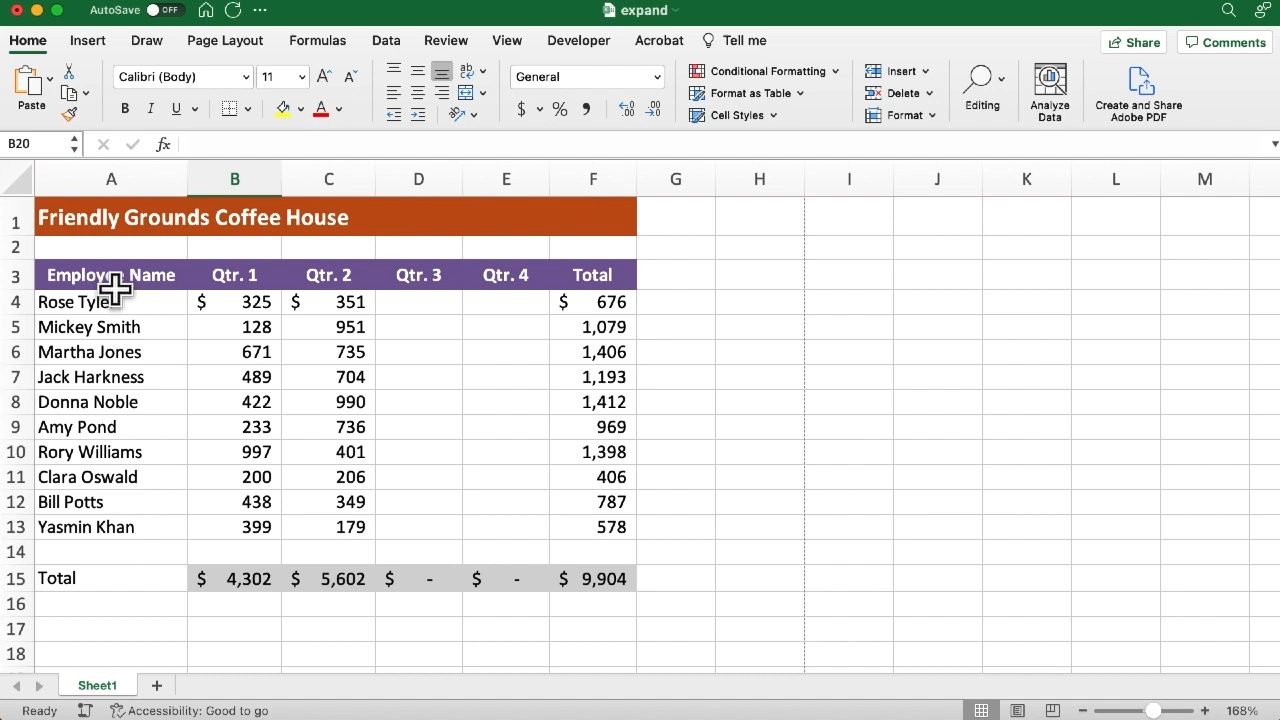 AutoSave OFF ... expand
Home Insert Draw Page Layout Formulas Data Review View Developer Acrobat Tell me Share Comments
Paste Calibri (Body) 11 A A General Conditional Formatting Insert
B I U A $ % Format as Table Delete
Cell Styles Format
Editing Analyze Data Create and Share Adobe PDF
B20 fx
A B C D E F G H I J K L M
1 Friendly Grounds Coffee House
2
3 Employee Name Qtr. 1 Qtr. 2 Qtr. 3 Qtr. 4 Total
4 Rose Tyler $ 325 $ 351 $ 676
5 Mickey Smith 128 951 1,079
6 Martha Jones 671 735 1,406
7 Jack Harkness 489 704 1,193
8 Donna Noble 422 990 1,412
9 Amy Pond 233 736 969
10 Rory Williams 997 401 1,398
11 Clara Oswald 200 206 406
12 Bill Potts 438 349 787
13 Yasmin Khan 399 179 578
14
15 Total $ 4,302 $ 5,602 $ - $ - $ 9,904
16
17
18
Sheet1 +
Ready Accessibility: Good to go - + 168%